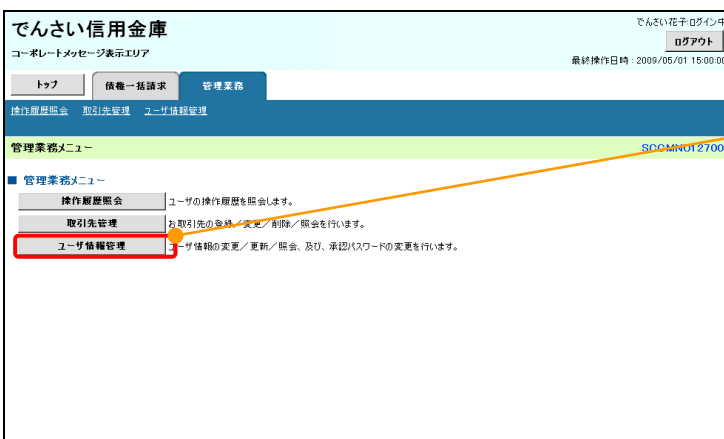 でんさい信用金庫
コーポレートメッセージ表示エリア
でんさい花子:ログイン中
ログアウト
最終操作日時：2009/05/01 15:00:00
トップ 債権一括請求 管理業務
操作履歴照会 取引先管理 ユーザ情報管理
管理業務メニュー SCCMNU12700
■ 管理業務メニュー
操作履歴照会 ユーザの操作履歴を照会します。
取引先管理 お取引先の登録／変更／削除／照会を行います。
ユーザ情報管理 ユーザ情報の変更／更新／照会、及び、承認パスワードの変更を行います。